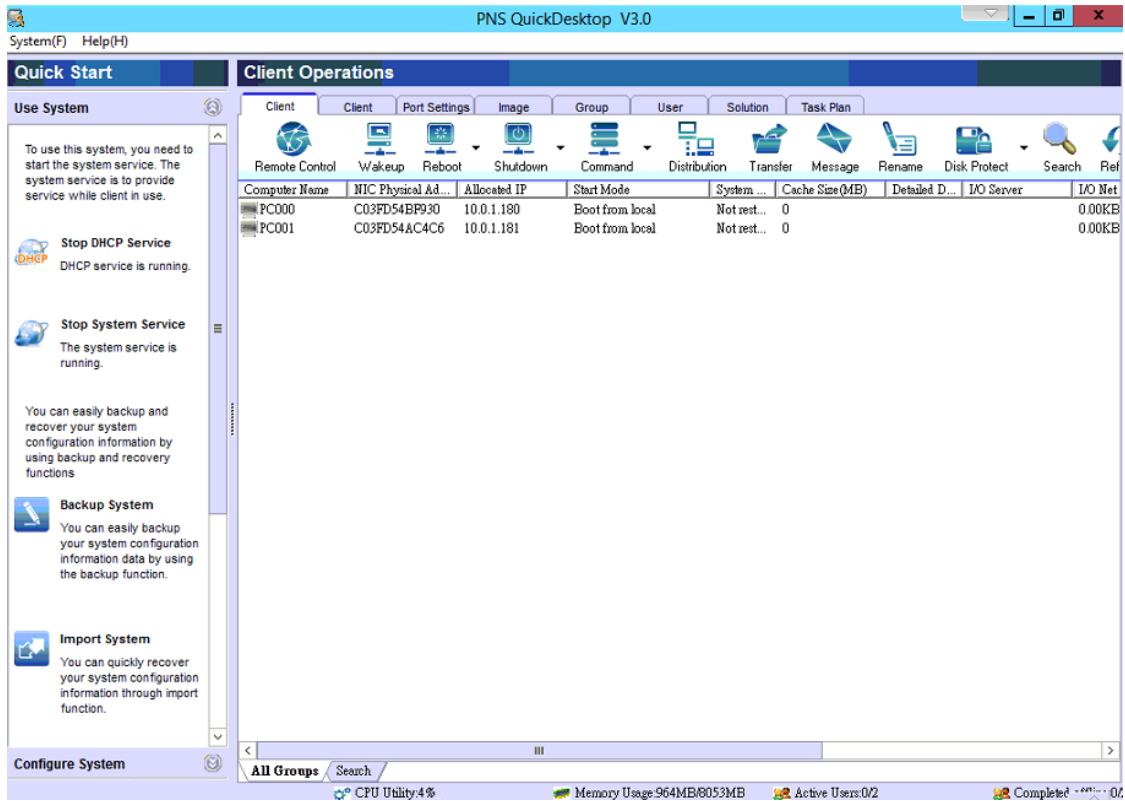 PNS QuickDesktop V3.0
System(F) Help(H)
Quick Start
Use System
To use this system, you need to
start the system service. The
system service is to provide
service while client in use.
DHCP
Stop DHCP Service
DHCP service is running.
Stop System Service
The system service is
running.
You can easily backup and
recover your system
configuration information by
using backup and recovery
functions
Backup System
You can easily backup
your system configuration
information data by using
the backup function.
Import System
You can quickly recover
your system configuration
information through import
function.
Configure System
Client Operations
Client Client Port Settings Image Group User Solution Task Plan
Remote Control Wakeup Reboot Shutdown Command Distribution Transfer Message Rename Disk Protect Search Ref
Computer Name NIC Physical Ad... Allocated IP Start Mode System ... Cache Size(MB) Detailed D... I/O Server I/O Net
PC000 C03FD54BF930 10.0.1.180 Boot from local Not rest... 0 0.00KB
PC001 C03FD54AC4C6 10.0.1.181 Boot from local Not rest... 0 0.00KB
All Groups Search
CPU Utility:4% Memory Usage:964MB/8053MB Active Users:0/2 Completed